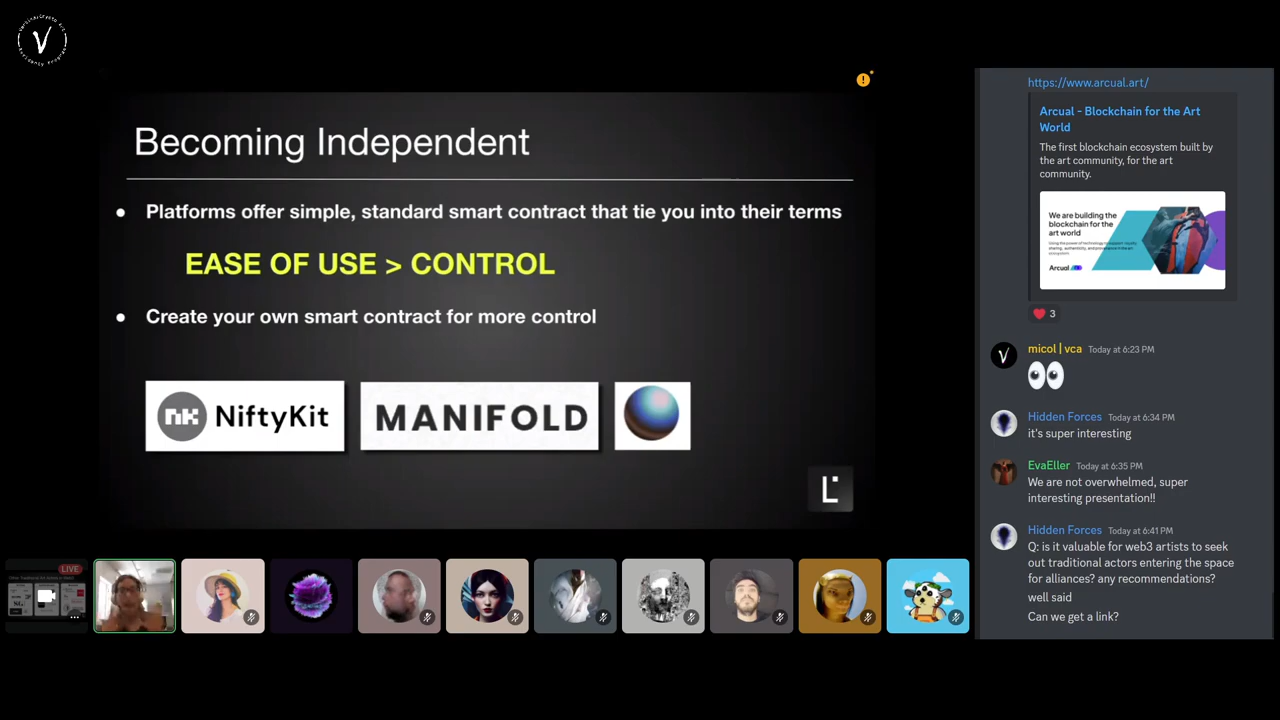 V
Becoming Independent
● Platforms offer simple, standard smart contract that tie you into their terms
EASE OF USE > CONTROL
● Create your own smart contract for more control
nk NiftyKit
MANIFOLD
L
LIVE
https://www.arcual.art/
Arcual - Blockchain for the Art
World
The first blockchain ecosystem built by
the art community, for the art
community.
We are building the
blockchain for the
art world
Arcual
3
micol | vca Today at 6:23 PM
Hidden Forces Today at 6:34 PM
it's super interesting
EvaEller Today at 6:35 PM
We are not overwhelmed, super
interesting presentation!!
Hidden Forces Today at 6:41 PM
Q: is it valuable for web3 artists to seek
out traditional actors entering the space
for alliances? any recommendations?
well said
Can we get a link?